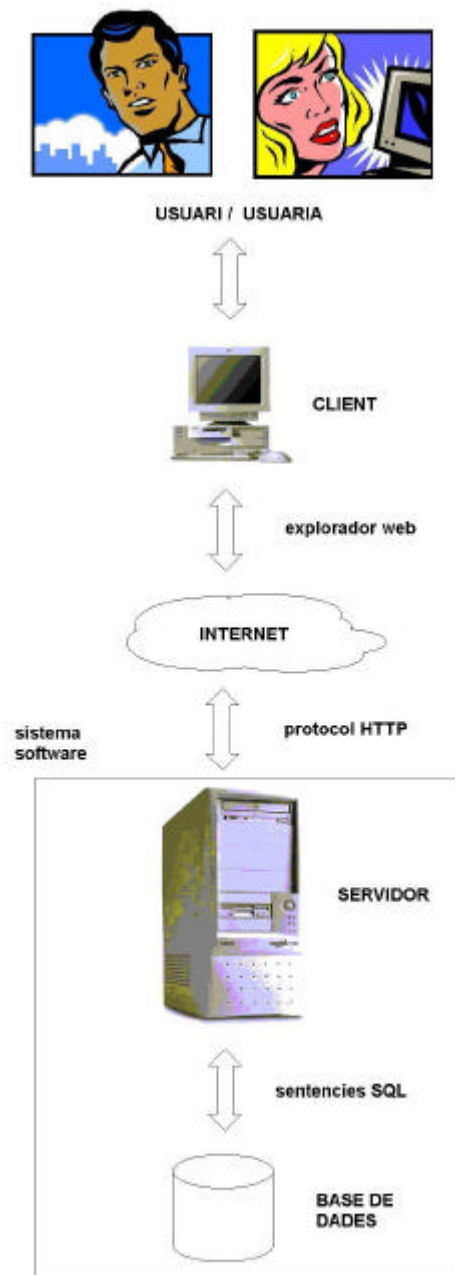 USUARI / USUARIA
CLIENT
explorador web
INTERNET
protocol HTTP
sistema
software
SERVIDOR
sentencies SQL
BASE DE
DADES